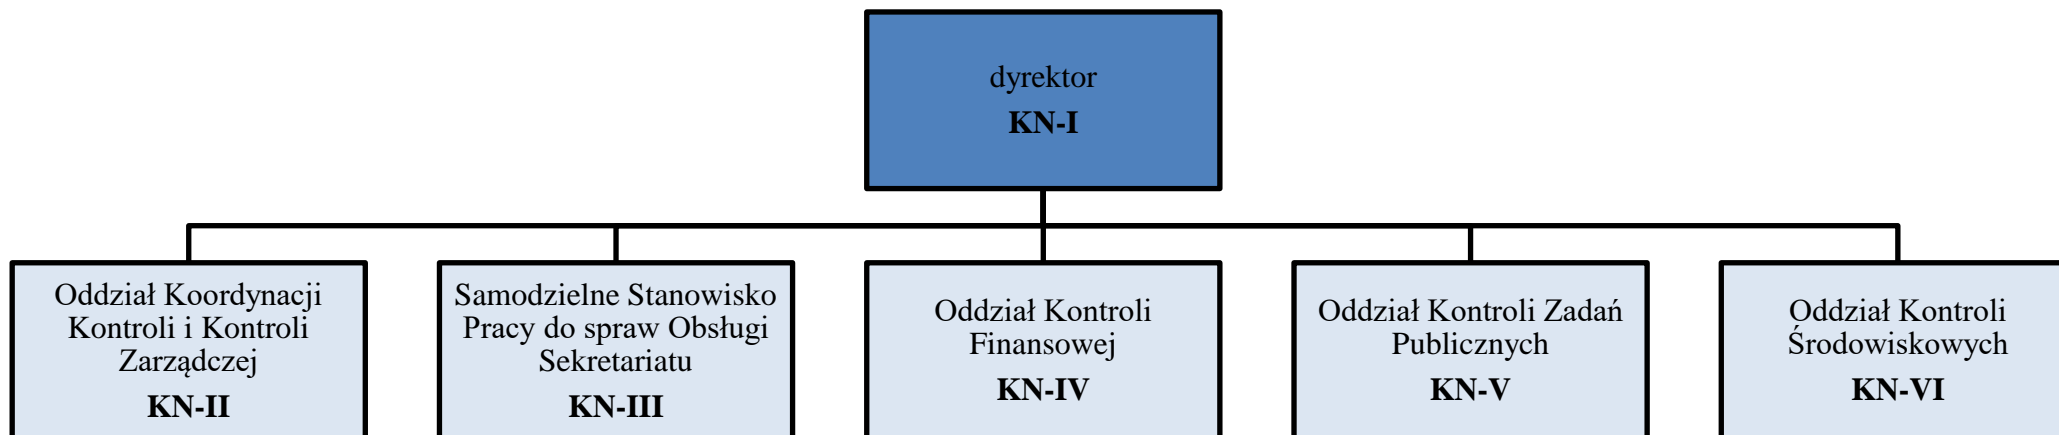 dyrektor
KN-I
Oddział Koordynacji
Kontroli i Kontroli
Zarządczej
KN-II
Samodzielne Stanowisko
Pracy do spraw Obsługi
Sekretariatu
KN-III
Oddział Kontroli
Finansowej
KN-IV
Oddział Kontroli Zadań
Publicznych
KN-V
Oddział Kontroli
Środowiskowych
KN-VI